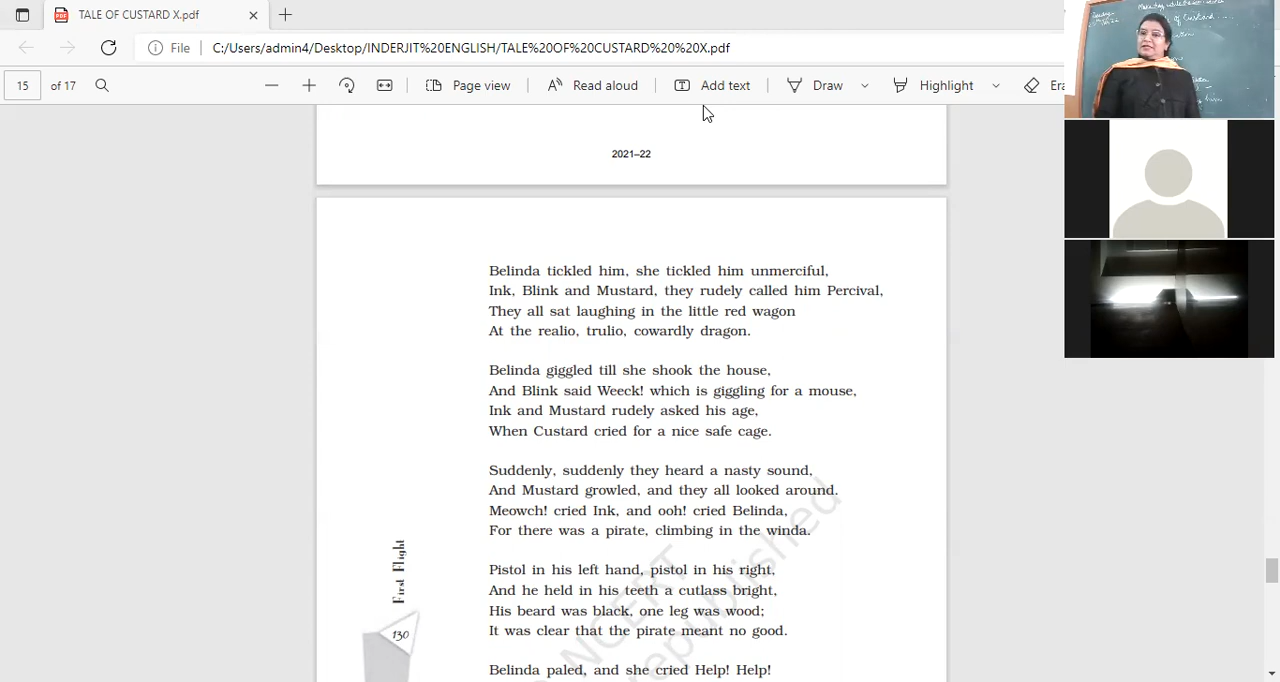 TALE OF CUSTARD X.pdf
File C:/Users/admin4/Desktop/INDERJIT%20ENGLISH/TALE%20OF%20CUSTARD%20%20X.pdf
15 of 17 Page view Read aloud Add text Draw Highlight Era
2021–22
Belinda tickled him, she tickled him unmerciful,
Ink, Blink and Mustard, they rudely called him Percival,
They all sat laughing in the little red wagon
At the realio, trulio, cowardly dragon.
Belinda giggled till she shook the house,
And Blink said Weeck! which is giggling for a mouse,
Ink and Mustard rudely asked his age,
When Custard cried for a nice safe cage.
Suddenly, suddenly they heard a nasty sound,
And Mustard growled, and they all looked around.
Meowch! cried Ink, and ooh! cried Belinda,
For there was a pirate, climbing in the winda.
Pistol in his left hand, pistol in his right,
And he held in his teeth a cutlass bright,
His beard was black, one leg was wood;
It was clear that the pirate meant no good.
Belinda paled, and she cried Help! Help!
First Flight
130
NCERT
republished
of Custard